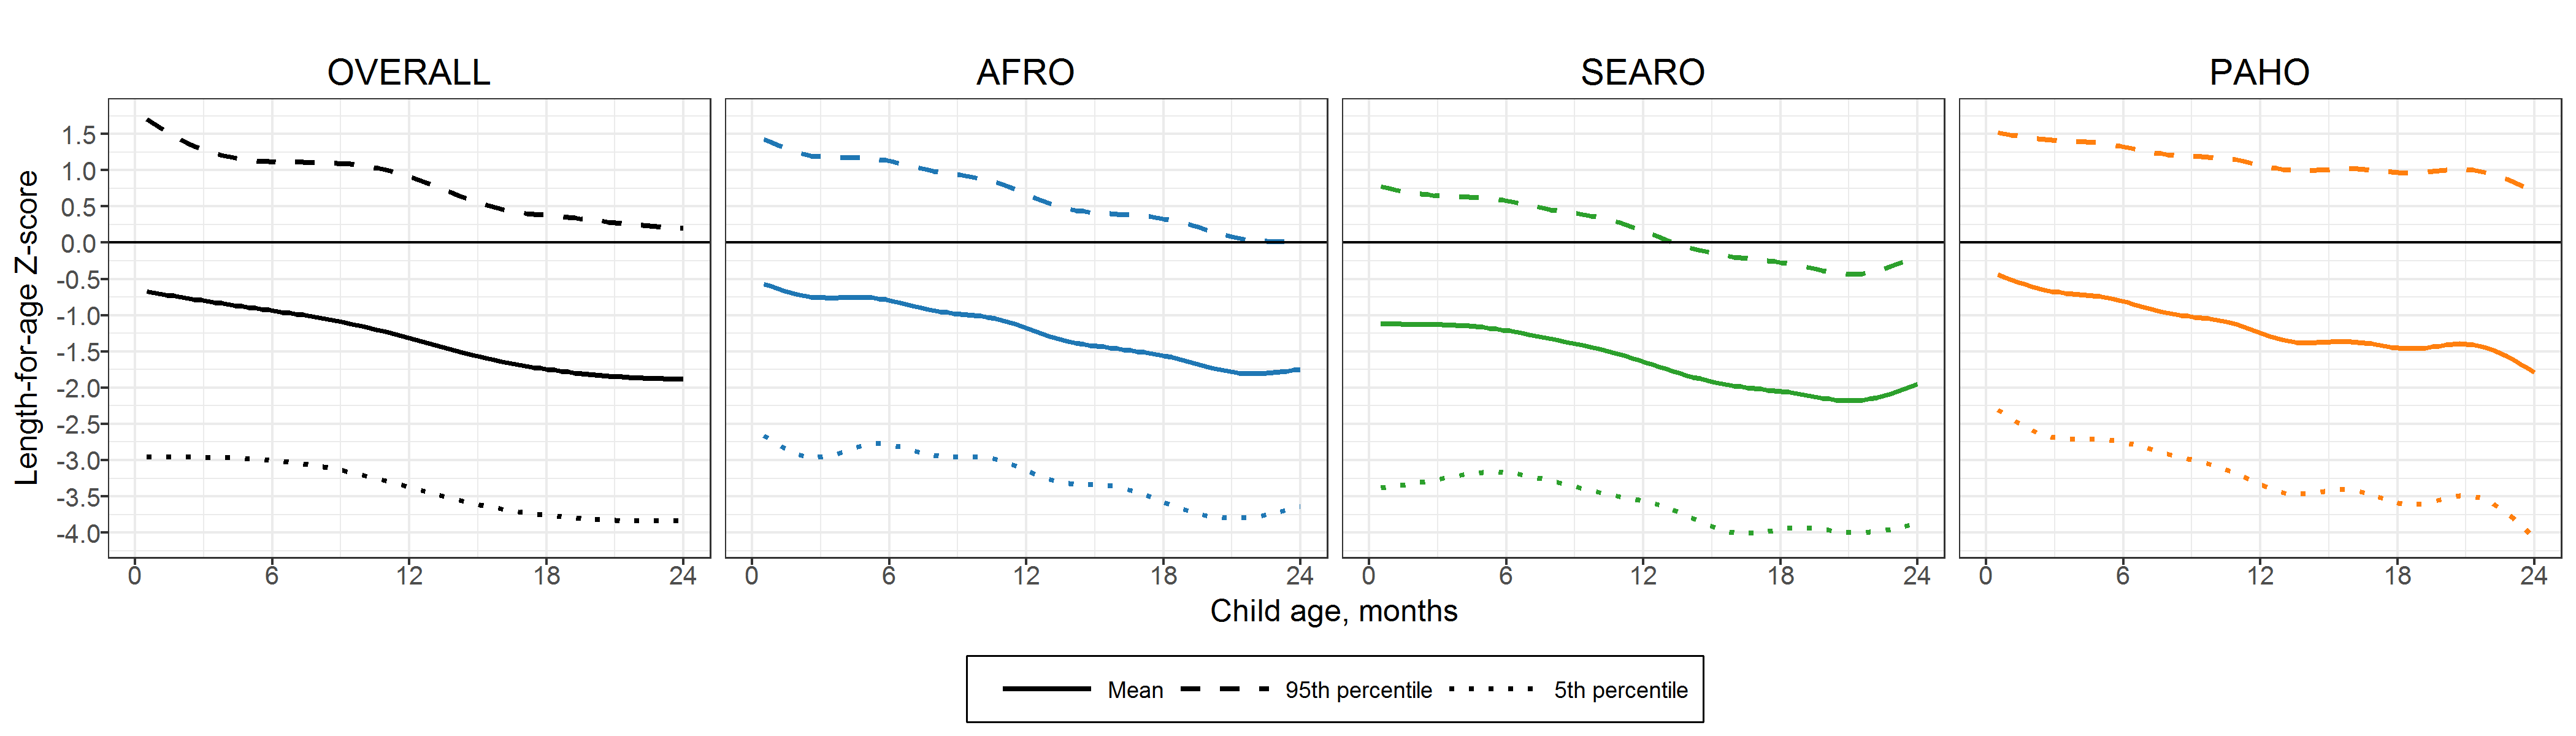 OVERALL AFRO SEARO PAHO
Length-for-age Z-score
1.5
1.0
0.5
0.0
-0.5
-1.0
-1.5
-2.0
-2.5
-3.0
-3.5
-4.0
0 6 12 18 24 0 6 12 18 24 0 6 12 18 24 0 6 12 18 24
Child age, months
Mean 95th percentile 5th percentile